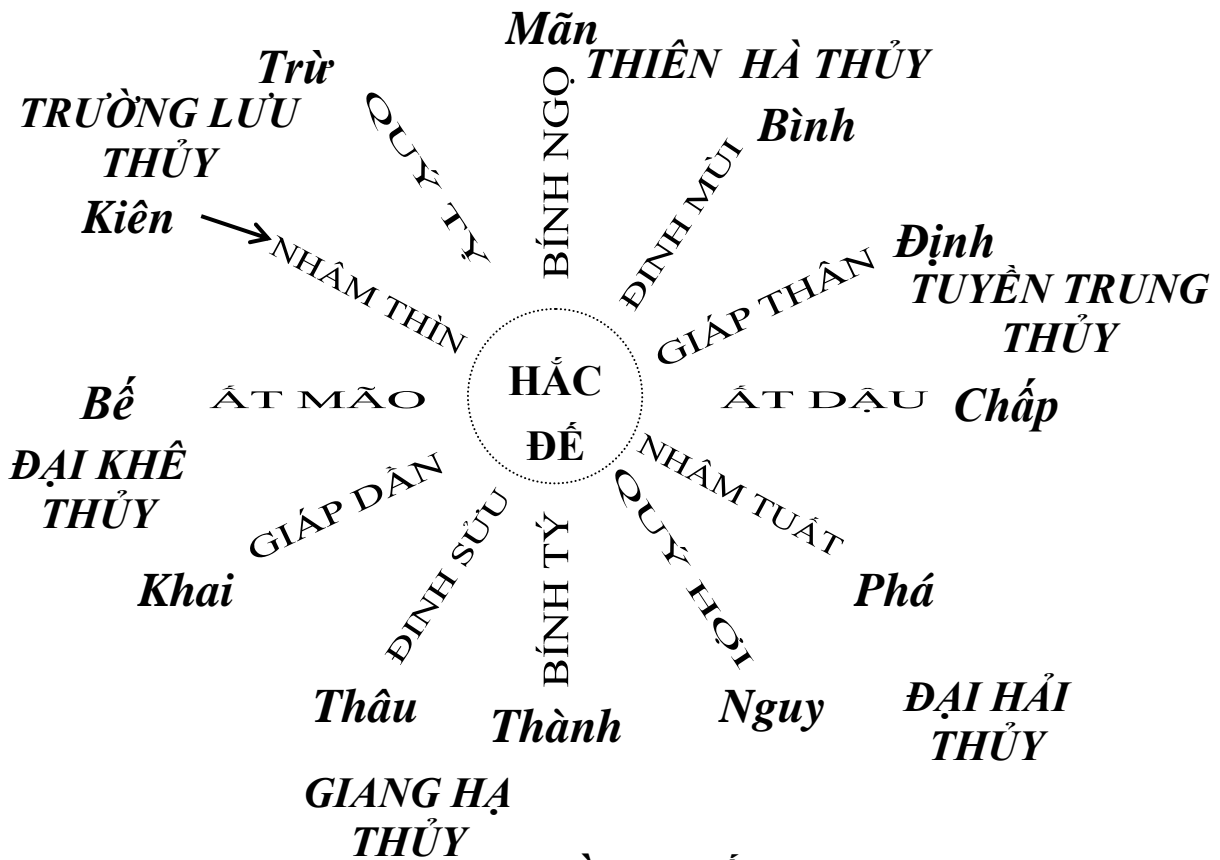 Mãn
THIÊN HÀ THỦY
Trừ
TRƯỜNG LƯU
THỦY
Bình
Kiên
QUÝ TỴ
BÍNH NGỌ
ĐINH MÙI
Định
TUYỀN TRUNG
THỦY
NHÂM THÌN
GIÁP THÂN
HẮC
ĐẾ
Bế
ẤT MÃO
ẤT DẬU
Chấp
ĐẠI KHÊ
THỦY
GIÁP DẦN
NHÂM TUẤT
Khai
ĐINH SỬU
BÍNH TÝ
QUÝ HỢI
Phá
Thâu
Thành
Nguy
ĐẠI HẢI
THỦY
GIANG HẠ
THỦY